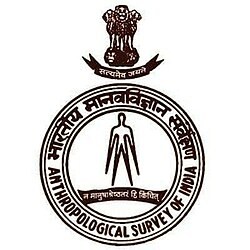 सत्यमेव जयते
भारतीय मानवविज्ञान सर्वेक्षण
न मानुषाच्छ्रेष्ठतरं हि किंचित्
ANTHROPOLOGICAL SURVEY OF INDIA